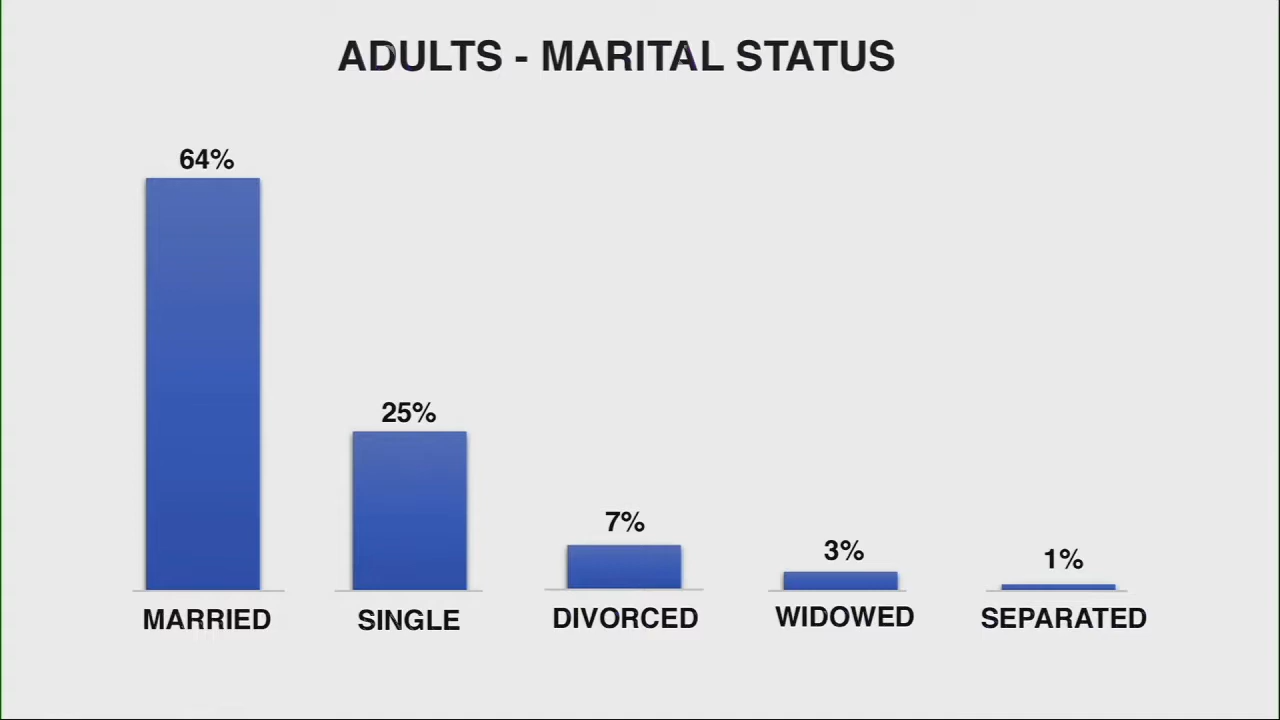 ADULTS - MARITAL STATUS
64%
25%
7%
3%
1%
MARRIED
SINGLE
DIVORCED
WIDOWED
SEPARATED